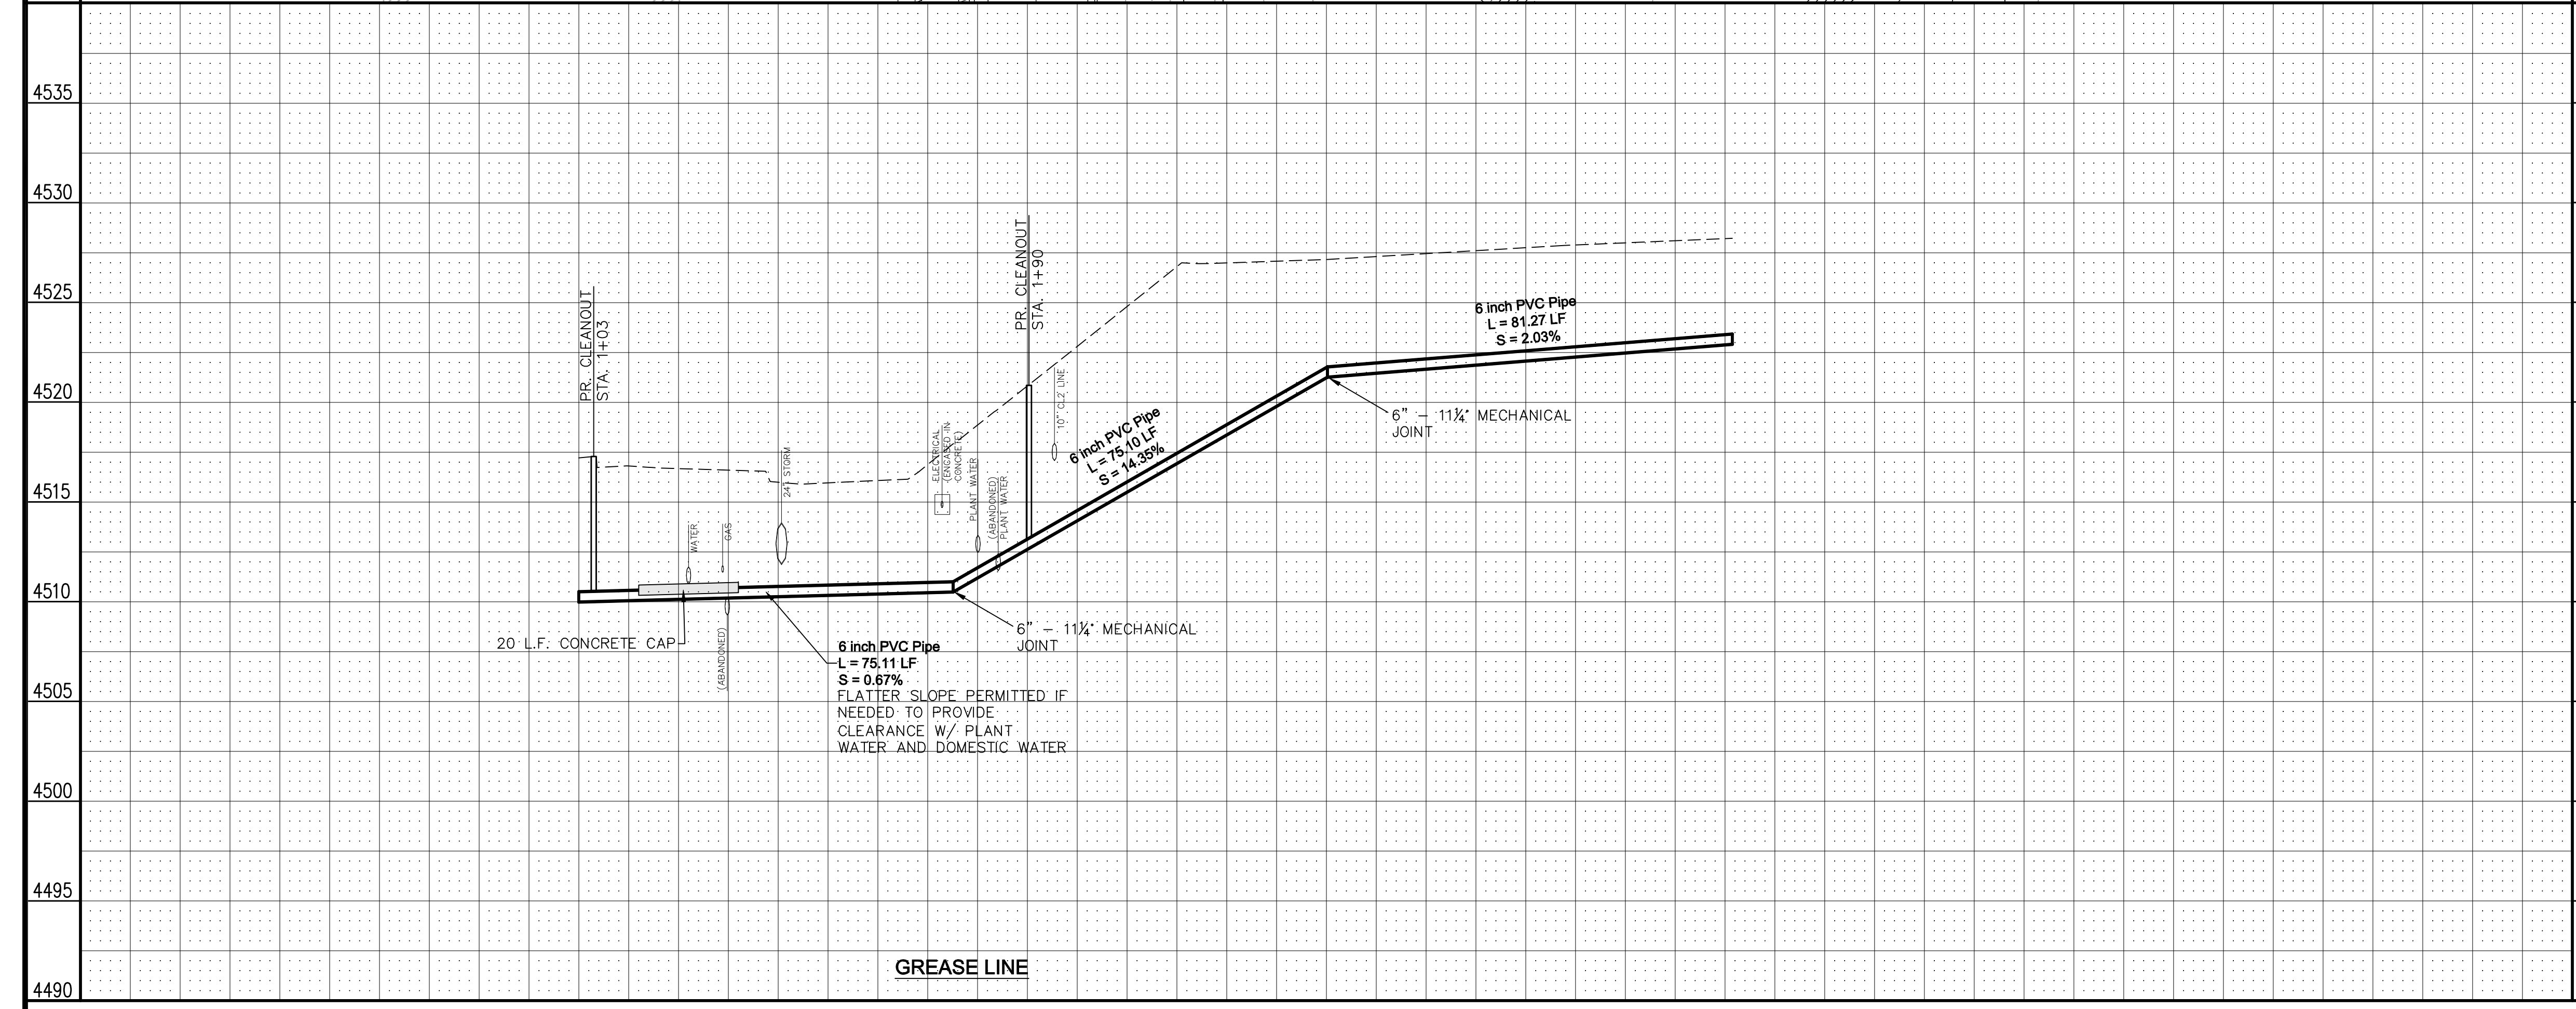 4535
4530
4525
4520
4515
4510
4505
4500
4495
4490
PR. CLEANOUT
STA. 1+03
PR. CLEANOUT
STA. 1+90
WATER
GAS
24" STORM
ELECTRICAL
(ENCASED IN
CONCRETE)
PLANT WATER
(ABANDONED)
PLANT WATER
10" CL2 LINE
6 inch PVC Pipe
L = 75.10 LF
S = 14.35%
6 inch PVC Pipe
L = 81.27 LF
S = 2.03%
6" - 11¼° MECHANICAL
JOINT
20 L.F. CONCRETE CAP
(ABANDONED)
6" - 11¼° MECHANICAL
JOINT
6 inch PVC Pipe
L = 75.11 LF
S = 0.67%
FLATTER SLOPE PERMITTED IF
NEEDED TO PROVIDE
CLEARANCE W/ PLANT
WATER AND DOMESTIC WATER
GREASE LINE